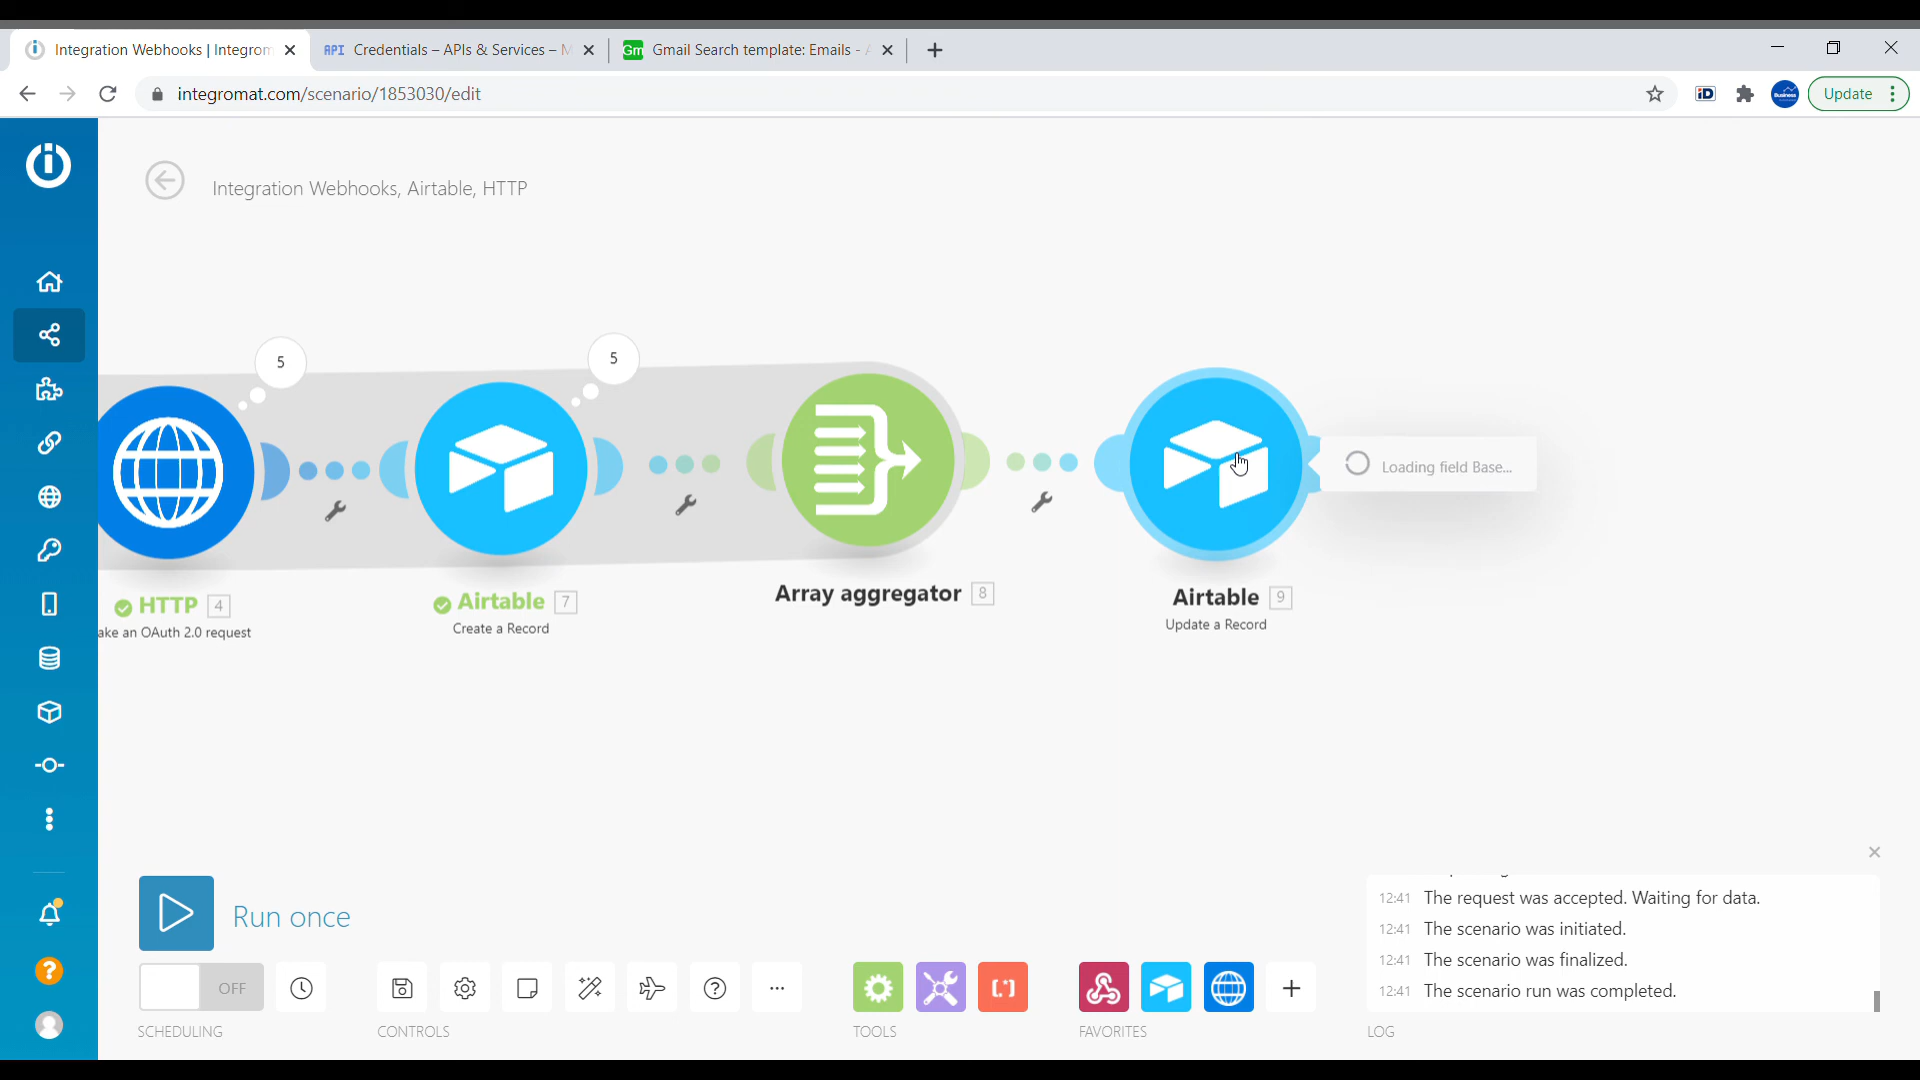 Integration Webhooks | Integrom
API Credentials – APIs & Services – M
Gm Gmail Search template: Emails - A
integromat.com/scenario/1853030/edit
iD
Business
Update
Integration Webhooks, Airtable, HTTP
5
5
Loading field Base...
HTTP 4
ake an OAuth 2.0 request
Airtable 7
Create a Record
Array aggregator 8
Airtable 9
Update a Record
Run once
12:41 The request was accepted. Waiting for data.
12:41 The scenario was initiated.
12:41 The scenario was finalized.
12:41 The scenario run was completed.
OFF
SCHEDULING
CONTROLS
TOOLS
FAVORITES
LOG